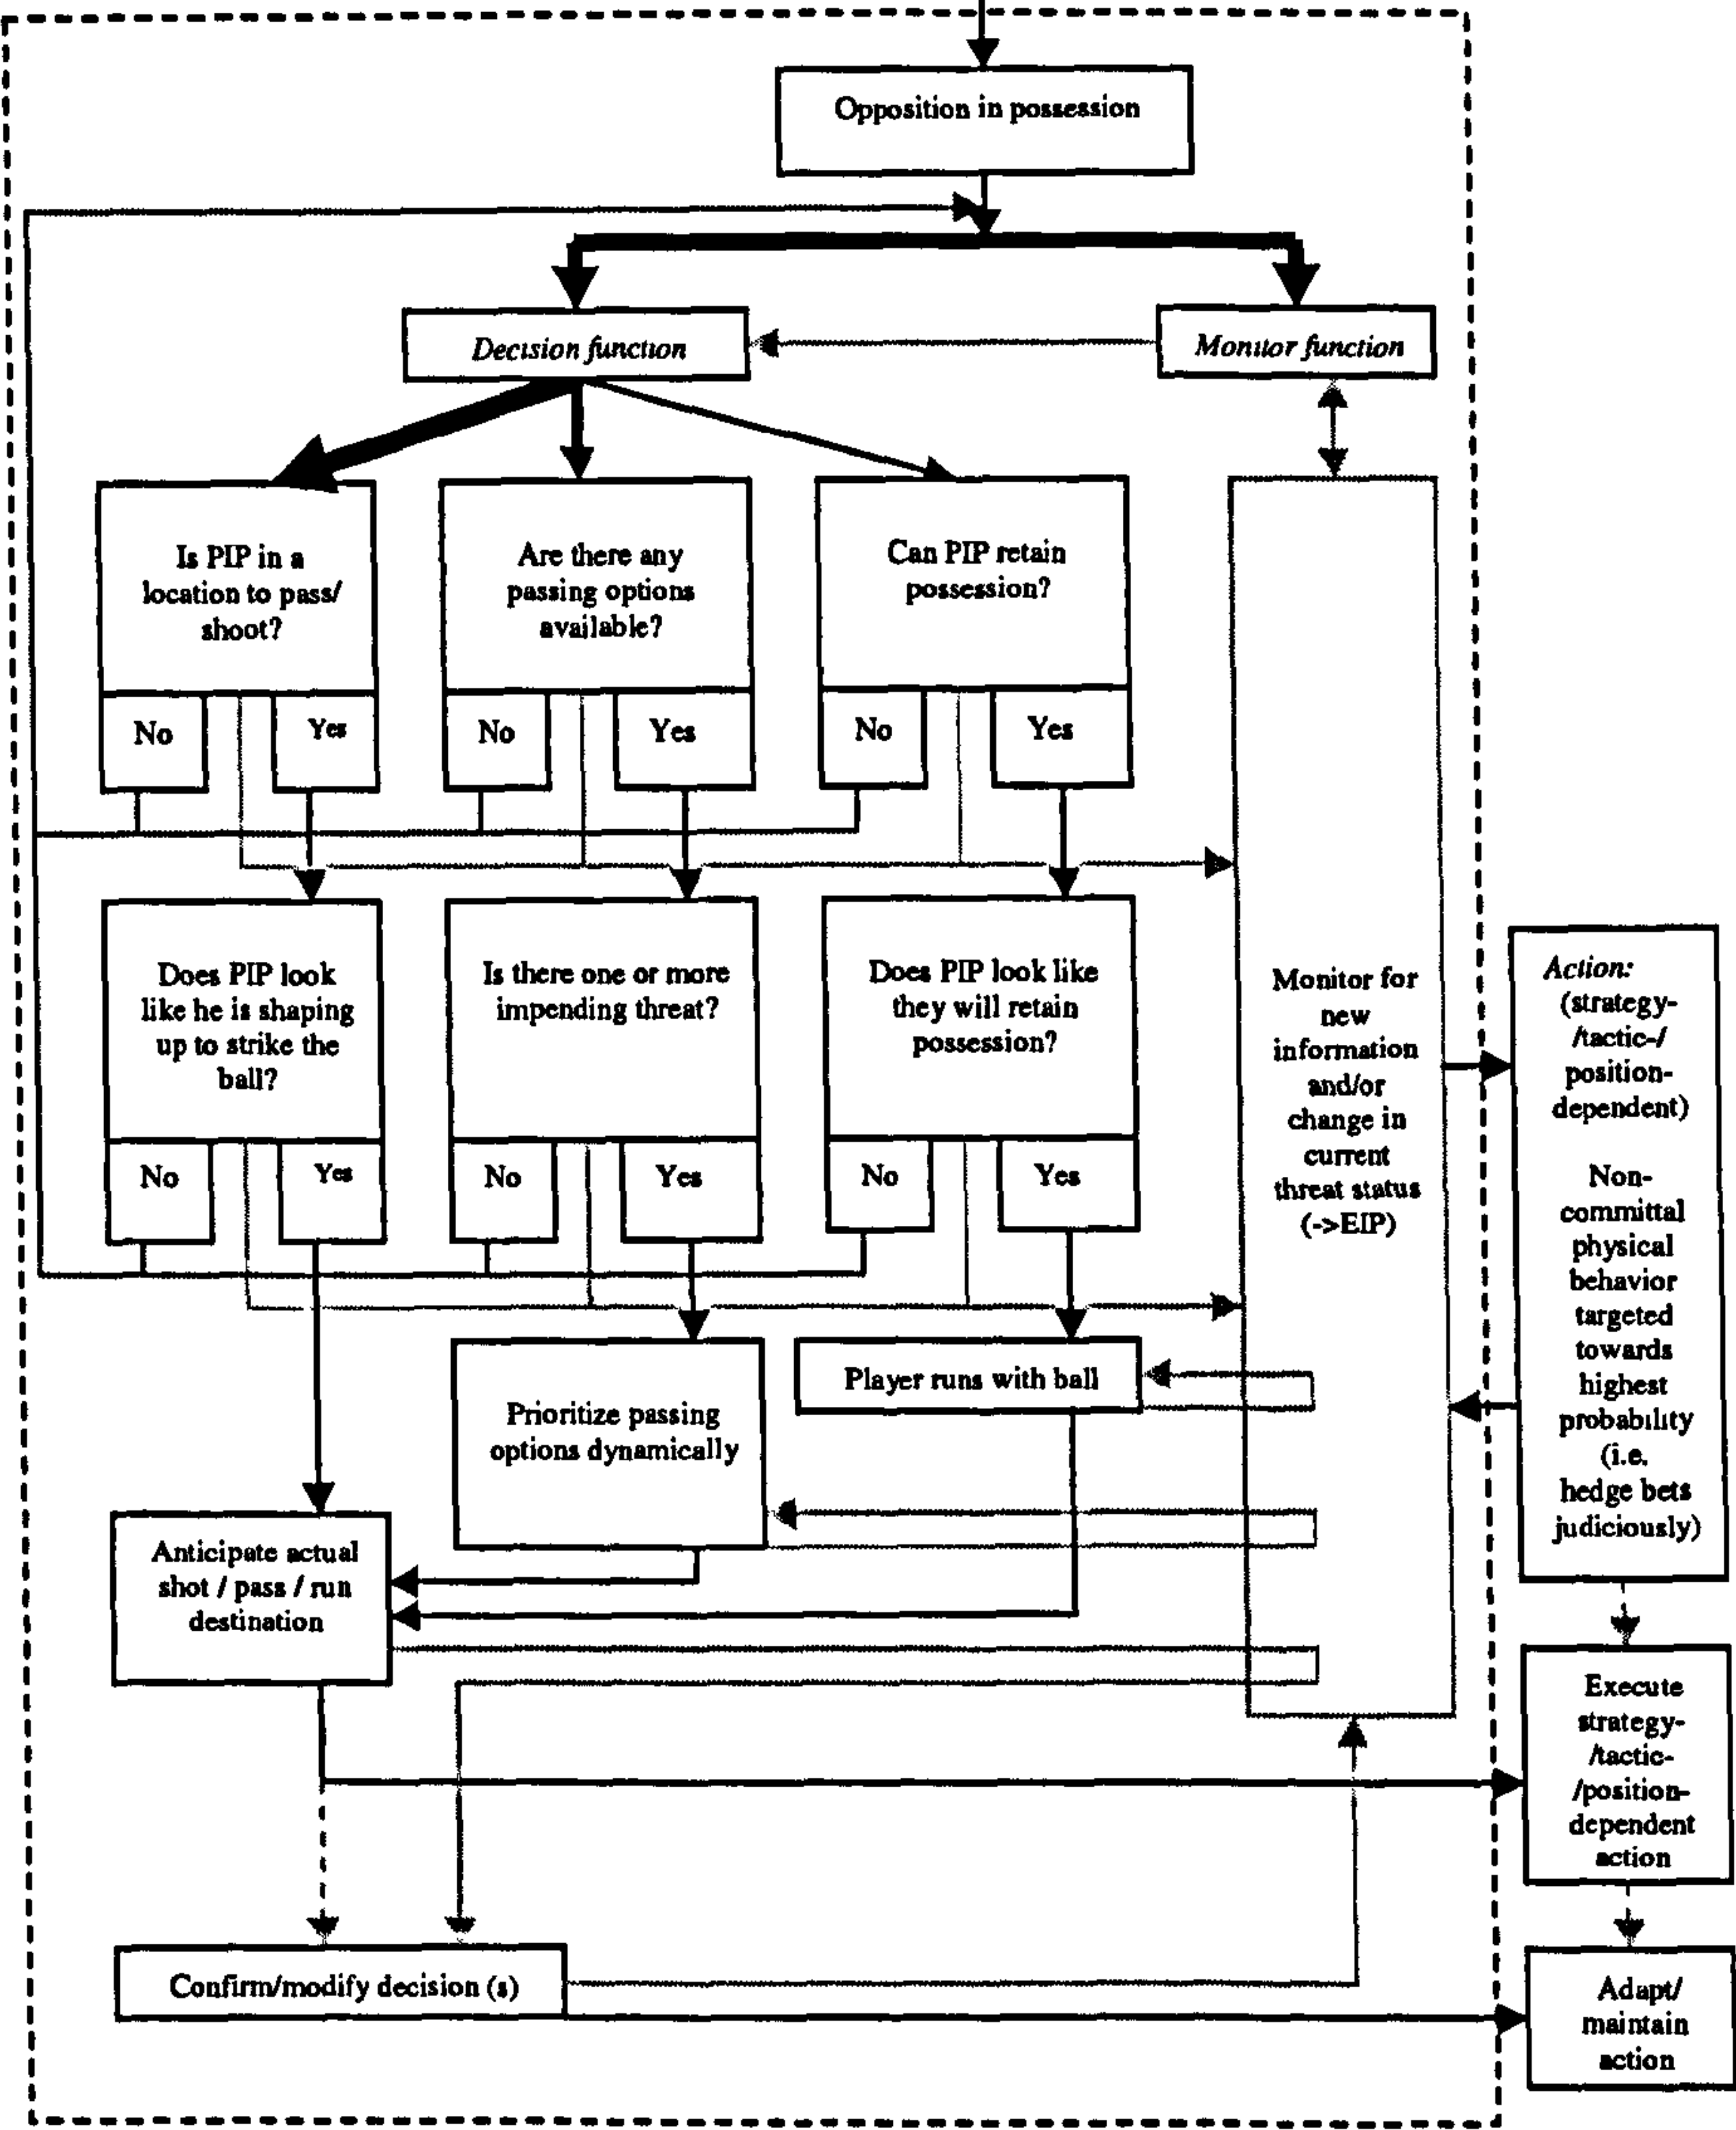 Opposition in possession
Decision function
Monitor function
Is PIP in a
location to pass/
shoot?
No
Yes
Are there any
passing options
available?
No
Yes
Can PIP retain
possession?
No
Yes
Does PIP look
like he is shaping
up to strike the
ball?
No
Yes
Is there one or more
impending threat?
No
Yes
Does PIP look like
they will retain
possession?
No
Yes
Monitor for
new
information
and/or
change in
current
threat status
(->EIP)
Action:
(strategy-
/tactic-/
position-
dependent)
Non-
committal
physical
behavior
targeted
towards
highest
probability
(i.e.
hedge bets
judiciously)
Player runs with ball
Prioritize passing
options dynamically
Anticipate actual
shot / pass / run
destination
Execute
strategy-
/tactic-
/position-
dependent
action
Confirm/modify decision (s)
Adapt/
maintain
action